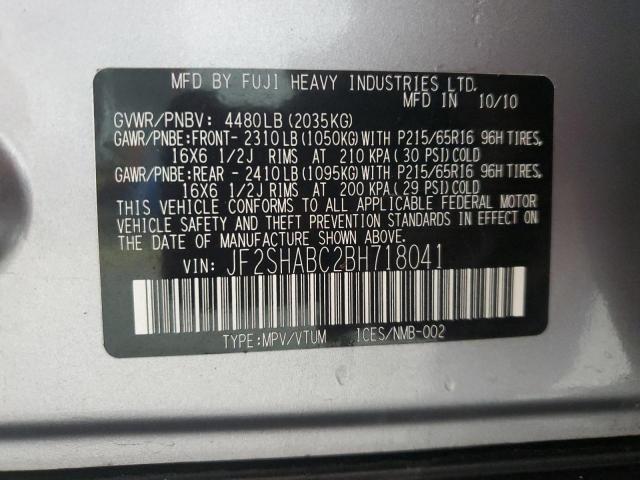 MFD BY FUJI HEAVY INDUSTRIES LTD.
MFD IN 10/10
GVWR/PNBV: 4480LB (2035KG)
GAWR/PNBE:FRONT- 2310LB (1050KG) WITH P215/65R16 96H TIRES,
16X6 1/2J RIMS AT 210 KPA (30 PSI) COLD
GAWR/PNBE:REAR - 2410LB (1095KG) WITH P215/65R16 96H TIRES,
16X6 1/2J RIMS AT 200 KPA (29 PSI) COLD
THIS VEHICLE CONFORMS TO ALL APPLICABLE FEDERAL MOTOR
VEHICLE SAFETY AND THEFT PREVENTION STANDARDS IN EFFECT ON
THE DATE OF MANUFACTURE SHOWN ABOVE.
VIN: JF2SHABC2BH718041
TYPE:MPV/VTUM ICES/NMB-002